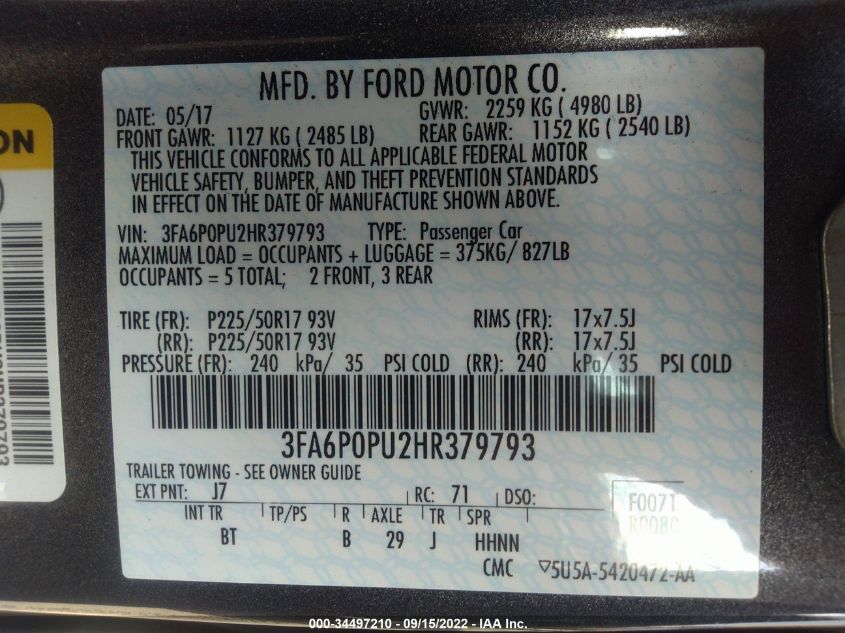 MFD. BY FORD MOTOR CO.
DATE: 05/17 GVWR: 2259 KG ( 4980 LB)
FRONT GAWR: 1127 KG ( 2485 LB) REAR GAWR: 1152 KG ( 2540 LB)
THIS VEHICLE CONFORMS TO ALL APPLICABLE FEDERAL MOTOR
VEHICLE SAFETY, BUMPER, AND THEFT PREVENTION STANDARDS
IN EFFECT ON THE DATE OF MANUFACTURE SHOWN ABOVE.
VIN: 3FA6P0PU2HR379793 TYPE: Passenger Car
MAXIMUM LOAD = OCCUPANTS + LUGGAGE = 375KG/ 827LB
OCCUPANTS = 5 TOTAL; 2 FRONT, 3 REAR
TIRE (FR): P225/50R17 93V RIMS (FR): 17x7.5J
(RR): P225/50R17 93V (RR): 17x7.5J
PRESSURE (FR): 240 kPa/ 35 PSI COLD (RR): 240 kPa/ 35 PSI COLD
3FA6P0PU2HR379793
TRAILER TOWING - SEE OWNER GUIDE
EXT PNT: J7 RC: 71 DSO: F0071
INT TR TP/PS R AXLE TR SPR
BT B 29 J HHNN
CMC ▽5U5A-5420472-AA
ON
000-34497210 - 09/15/2022 - IAA Inc.